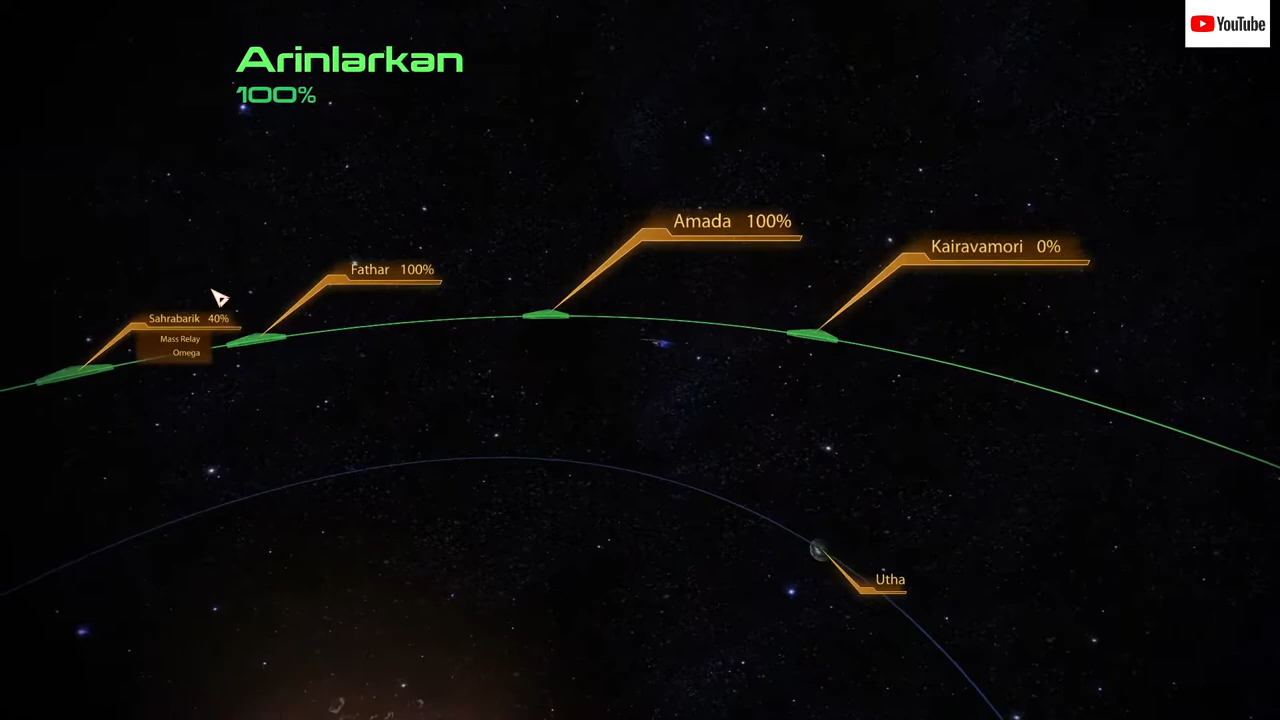 YouTube
Arinlarkan
100%
Amada 100%
Kairavamori 0%
Fathar 100%
Sahrabarik 40%
Mass Relay
Omega
Utha